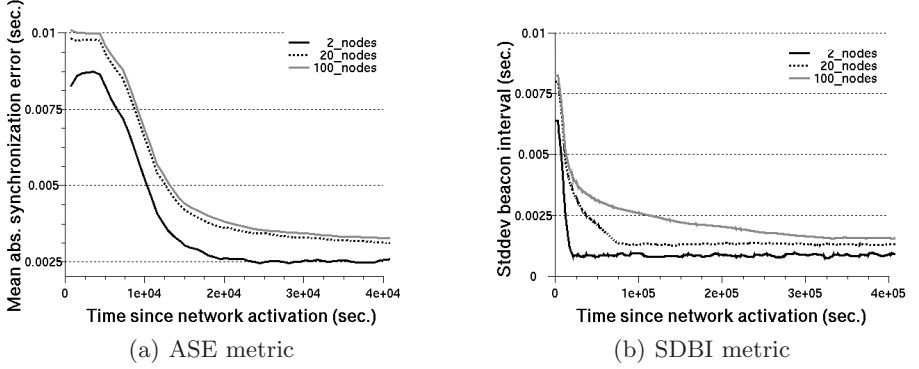 Mean abs. synchronization error (sec.)
0.01
0.0075
0.005
0.0025
2_nodes
20_nodes
100_nodes
0
1e+04
2e+04
3e+04
4e+04
Time since network activation (sec.)
(a) ASE metric
Stddev beacon interval (sec.)
0.01
0.0075
0.005
0.0025
0
2_nodes
20_nodes
100_nodes
0
1e+05
2e+05
3e+05
4e+05
Time since network activation (sec.)
(b) SDBI metric